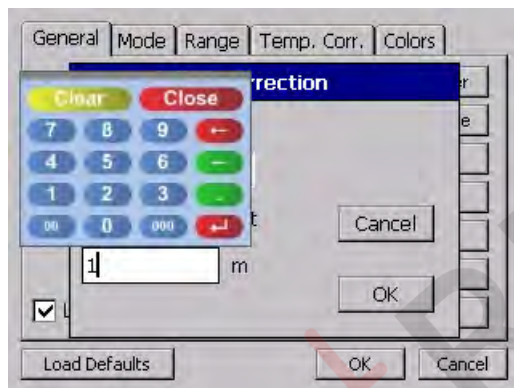 General Mode Range Temp. Corr. Colors
rrection
r
Clear Close
7 8 9 ←
e
4 5 6 -
1 2 3 .
t
Cancel
00 0 000 ↵
1 m
OK
L
Load Defaults OK Cancel